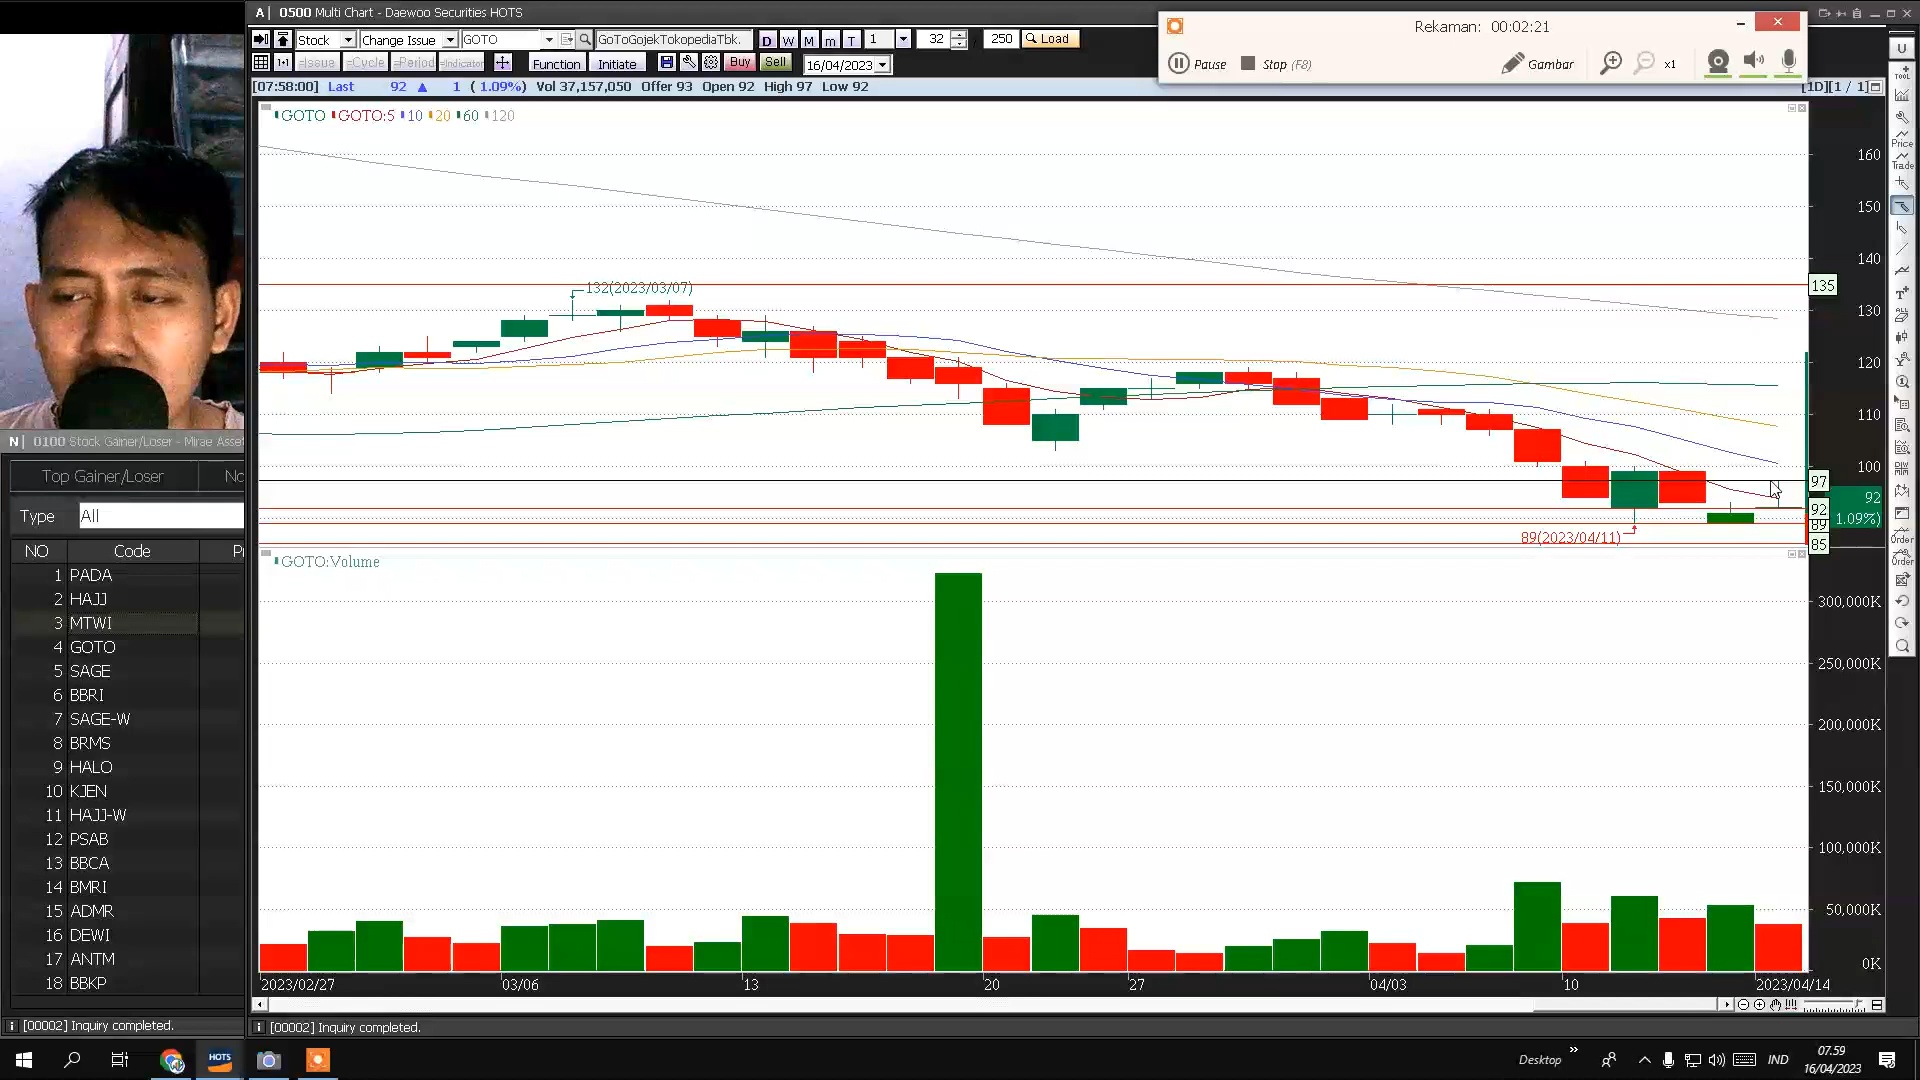 A| 0500 Multi Chart - Daewoo Securities HOTS
Stock Change Issue GOTO GoToGojekTokopediaTbk. D W M m T 1 32 / 250 Load
=Issue =Cycle =Period =Indicator Function Initiate Buy Sell 16/04/2023
Rekaman: 00:02:21
Pause Stop (F8) Gambar x1
[07:58:00] Last 92 ▲ 1 ( 1.09%) Vol 37,157,050 Offer 93 Open 92 High 97 Low 92
[1D][1 / 1]
GOTO GOTO:5 10 20 60 120
160
150
140
135
132(2023/03/07)
130
120
110
100
97
92
92
1.09%)
89
89(2023/04/11)
85
GOTO:Volume
300,000K
250,000K
200,000K
150,000K
100,000K
50,000K
0K
2023/02/27 03/06 13 20 27 04/03 10 2023/04/14
U
TOOL
Price
Trade
Order
Order
N| 0100 Stock Gainer/Loser - Mirae Asset
Top Gainer/Loser
Type All
NO Code
1 PADA
2 HAJJ
3 MTWI
4 GOTO
5 SAGE
6 BBRI
7 SAGE-W
8 BRMS
9 HALO
10 KJEN
11 HAJJ-W
12 PSAB
13 BBCA
14 BMRI
15 ADMR
16 DEWI
17 ANTM
18 BBKP
[00002] Inquiry completed.
[00002] Inquiry completed.
HOTS
Desktop IND 07.59
16/04/2023